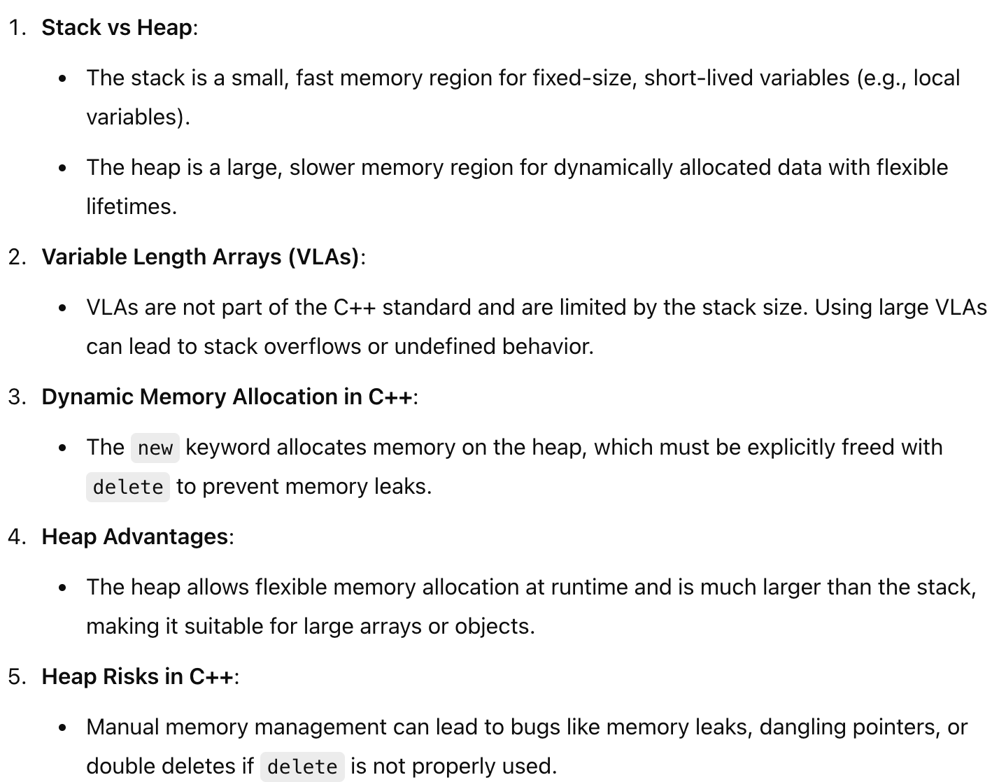 1. Stack vs Heap:
• The stack is a small, fast memory region for fixed-size, short-lived variables (e.g., local
variables).
• The heap is a large, slower memory region for dynamically allocated data with flexible
lifetimes.
2. Variable Length Arrays (VLAs):
• VLAs are not part of the C++ standard and are limited by the stack size. Using large VLAs
can lead to stack overflows or undefined behavior.
3. Dynamic Memory Allocation in C++:
• The new keyword allocates memory on the heap, which must be explicitly freed with
delete to prevent memory leaks.
4. Heap Advantages:
• The heap allows flexible memory allocation at runtime and is much larger than the stack,
making it suitable for large arrays or objects.
5. Heap Risks in C++:
• Manual memory management can lead to bugs like memory leaks, dangling pointers, or
double deletes if delete is not properly used.